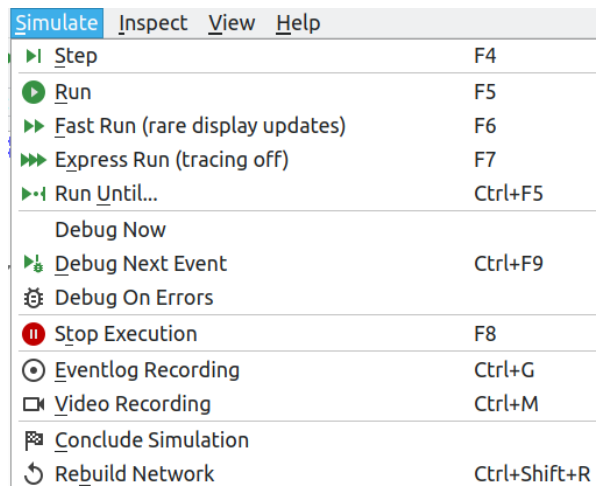 Simulate Inspect View Help
Step F4
Run F5
Fast Run (rare display updates) F6
Express Run (tracing off) F7
Run Until... Ctrl+F5
Debug Now
Debug Next Event Ctrl+F9
Debug On Errors
Stop Execution F8
Eventlog Recording Ctrl+G
Video Recording Ctrl+M
Conclude Simulation
Rebuild Network Ctrl+Shift+R